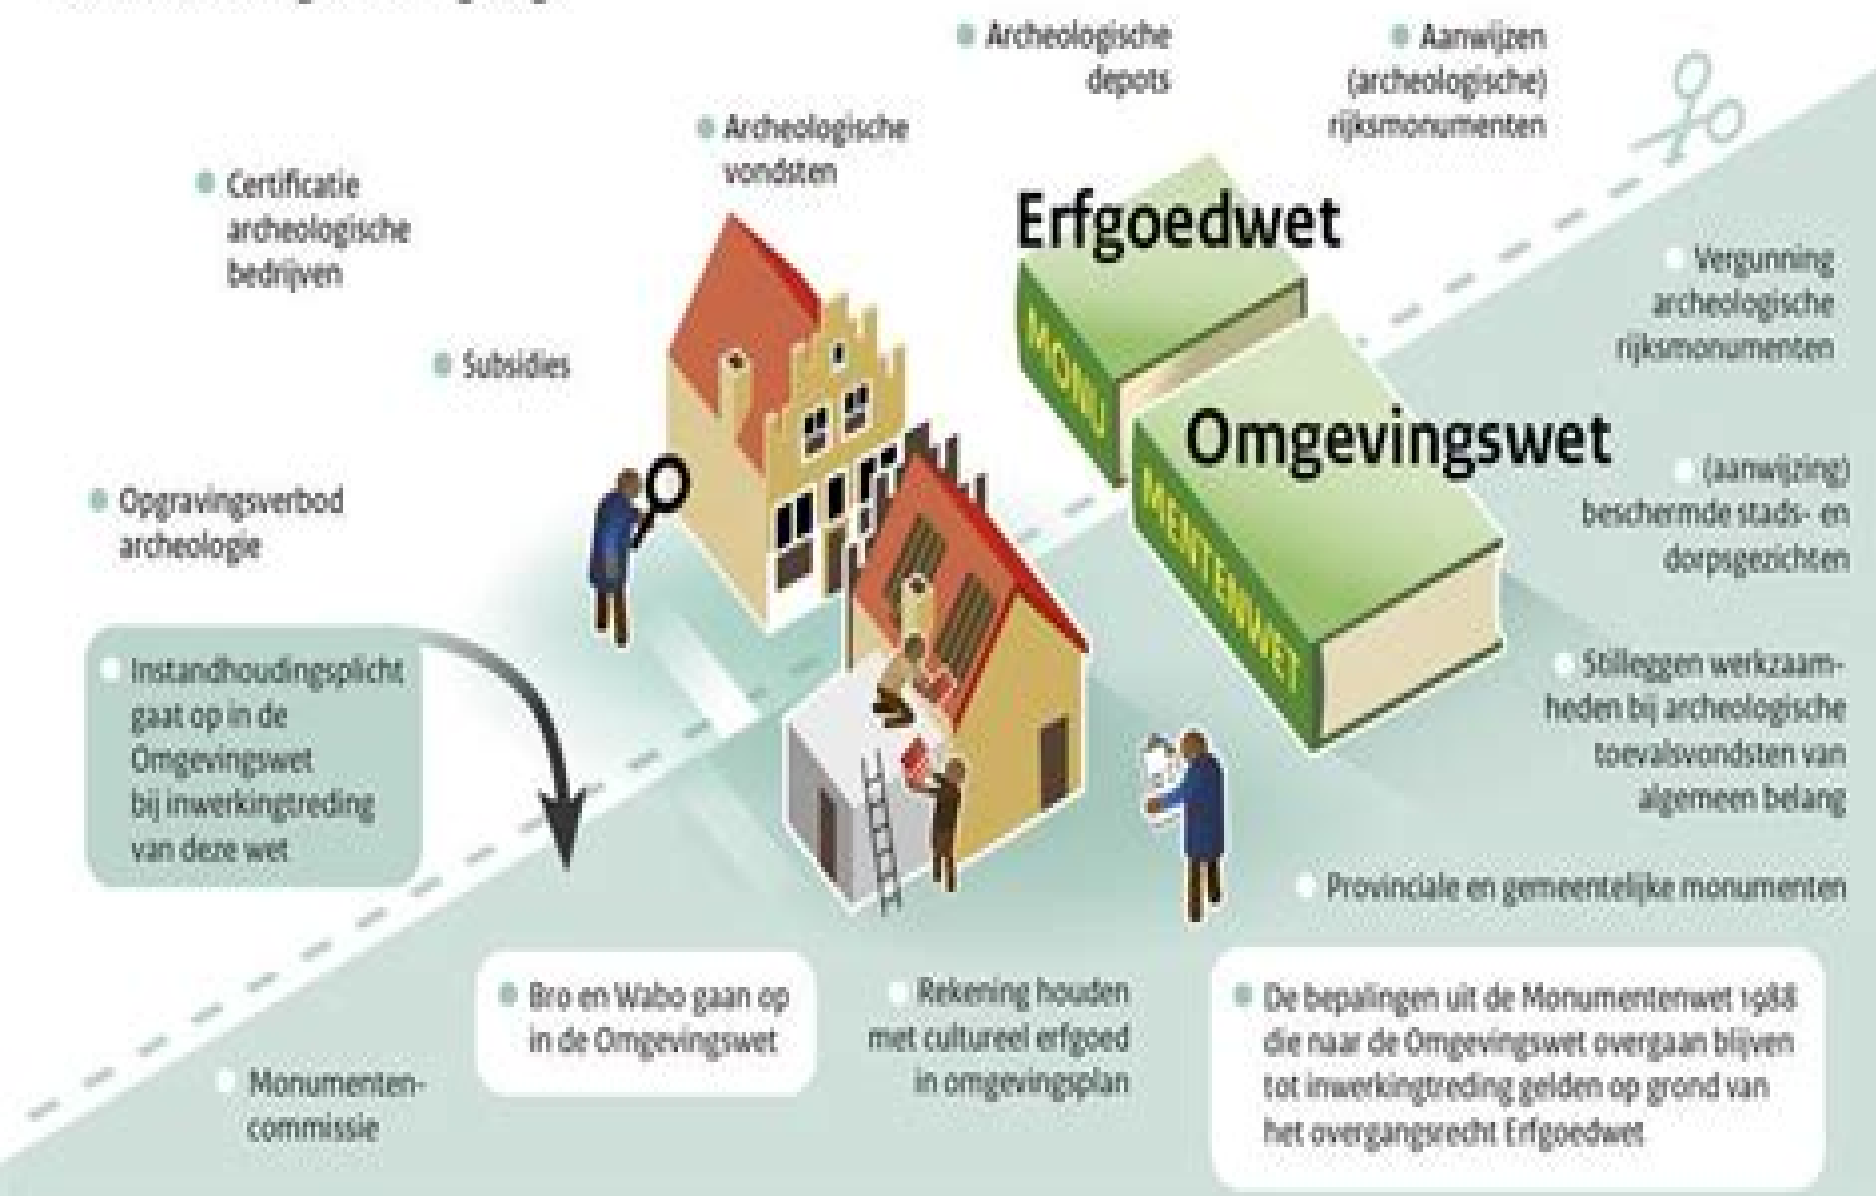 Archeologische
depots
Aanwijzen
(archeologische)
rijksmonumenten
Archeologische
vondsten
Certificatie
archeologische
bedrijven
Erfgoedwet
MONU
Subsidies
Vergunning
archeologische
rijksmonumenten
Omgevingswet
MENTENWET
(aanwijzing)
beschermde stads- en
dorpsgezichten
Opgravingsverbod
archeologie
Instandhoudingsplicht
gaat op in de
Omgevingswet
bij inwerkingtreding
van deze wet
Stilleggen werkzaam-
heden bij archeologische
toevalsvondsten van
algemeen belang
Provinciale en gemeentelijke monumenten
Bro en Wabo gaan op
in de Omgevingswet
Rekening houden
met cultureel erfgoed
in omgevingsplan
De bepalingen uit de Monumentenwet 1988
die naar de Omgevingswet overgaan blijven
tot inwerkingtreding gelden op grond van
het overgangsrecht Erfgoedwet
Monumenten-
commissie